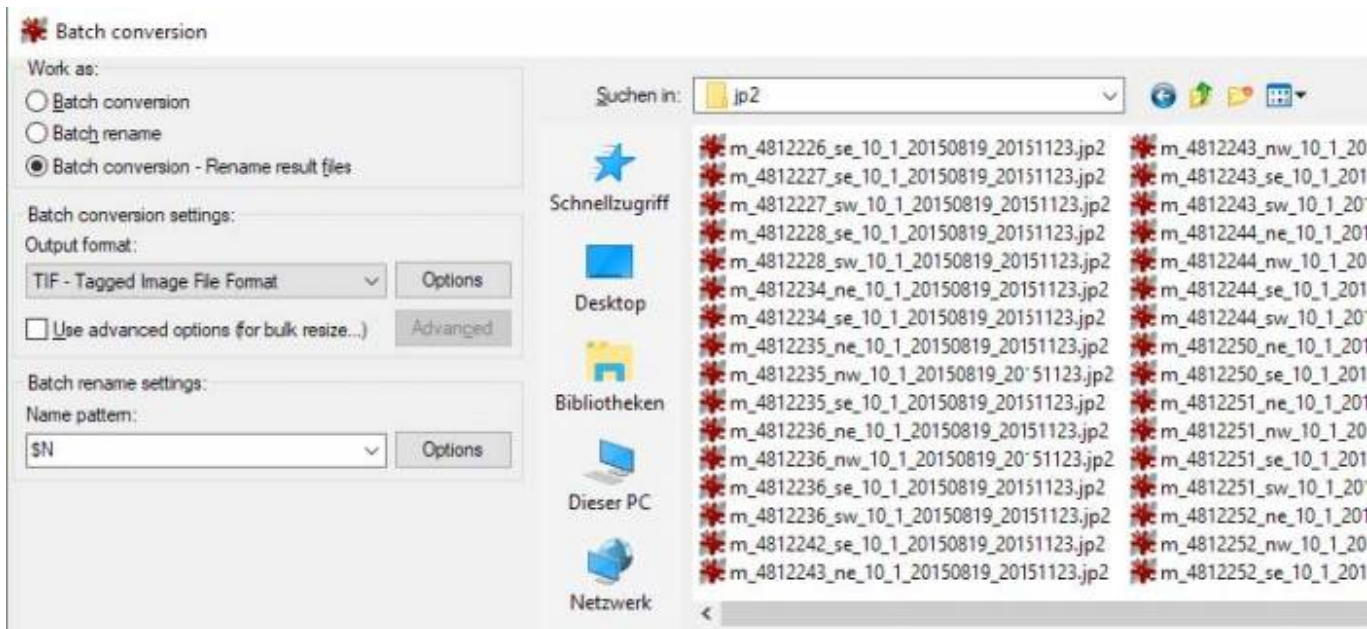 Batch conversion
Work as:
Batch conversion
Batch rename
Batch conversion - Rename result files
Batch conversion settings:
Output format:
TIF - Tagged Image File Format
Options
Use advanced options (for bulk resize...)
Advanced
Batch rename settings:
Name pattern:
$N
Options
Suchen in:
jp2
Schnellzugriff
Desktop
Bibliotheken
Dieser PC
Netzwerk
m_4812226_se_10_1_20150819_20151123.jp2
m_4812227_se_10_1_20150819_20151123.jp2
m_4812227_sw_10_1_20150819_20151123.jp2
m_4812228_se_10_1_20150819_20151123.jp2
m_4812228_sw_10_1_20150819_20151123.jp2
m_4812234_ne_10_1_20150819_20151123.jp2
m_4812234_se_10_1_20150819_20151123.jp2
m_4812235_ne_10_1_20150819_20151123.jp2
m_4812235_nw_10_1_20150819_20151123.jp2
m_4812235_se_10_1_20150819_20151123.jp2
m_4812236_ne_10_1_20150819_20151123.jp2
m_4812236_nw_10_1_20150819_20151123.jp2
m_4812236_se_10_1_20150819_20151123.jp2
m_4812236_sw_10_1_20150819_20151123.jp2
m_4812242_se_10_1_20150819_20151123.jp2
m_4812243_ne_10_1_20150819_20151123.jp2
m_4812243_nw_10_1_20
m_4812243_se_10_1_201
m_4812243_sw_10_1_201
m_4812244_ne_10_1_201
m_4812244_nw_10_1_20
m_4812244_se_10_1_201
m_4812244_sw_10_1_201
m_4812250_ne_10_1_201
m_4812250_se_10_1_201
m_4812251_ne_10_1_201
m_4812251_nw_10_1_20
m_4812251_se_10_1_201
m_4812251_sw_10_1_201
m_4812252_ne_10_1_201
m_4812252_nw_10_1_20
m_4812252_se_10_1_201